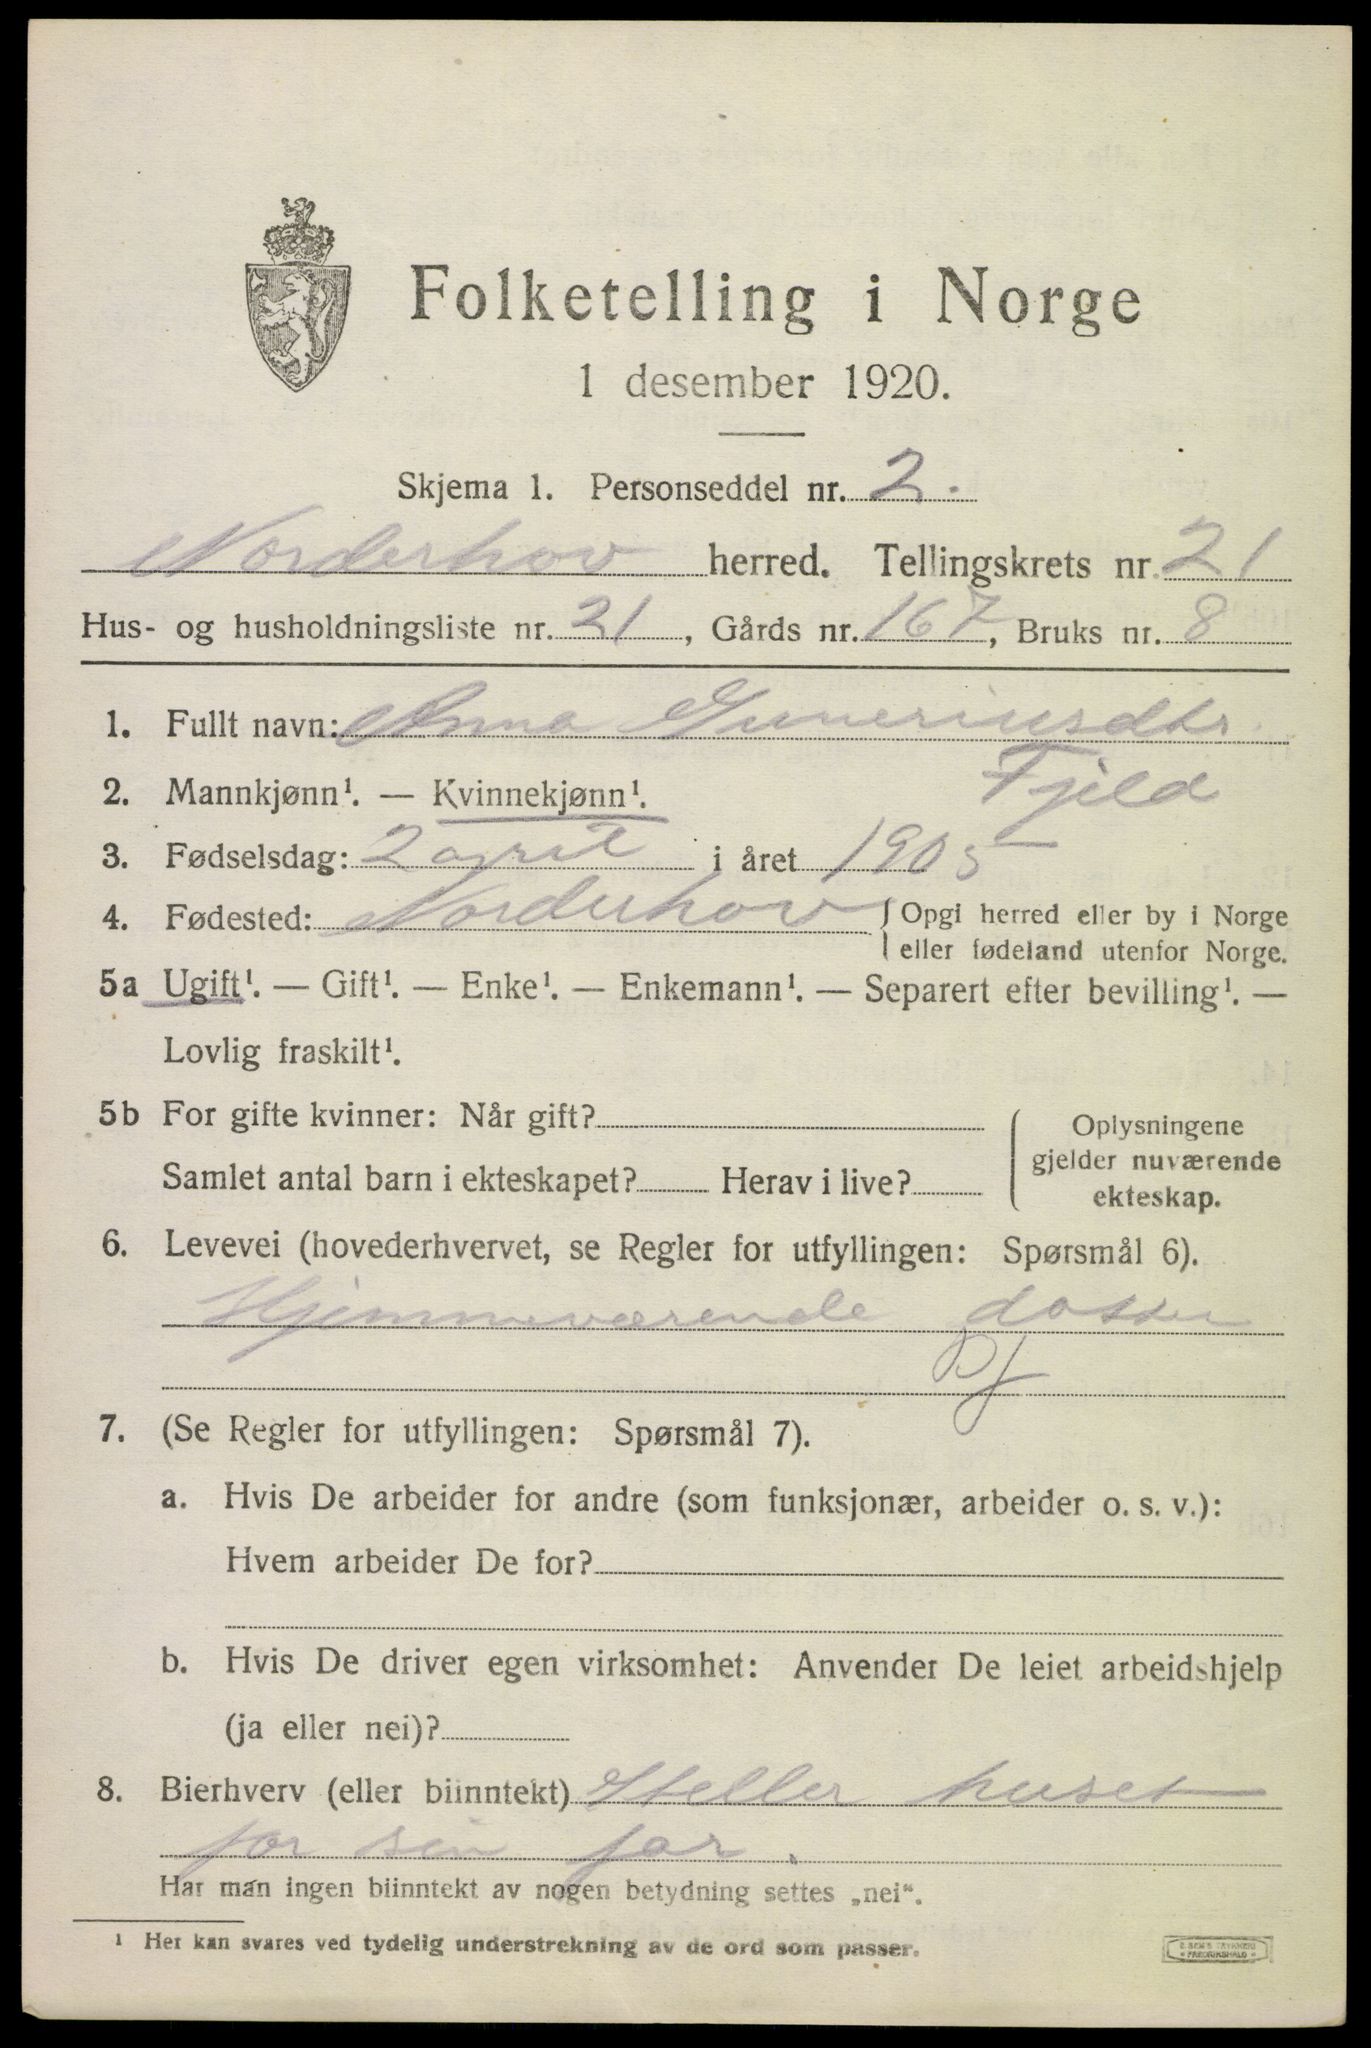 Folketelling i Norge
1 desember 1920.
Skjema 1. Personseddel nr. 2.
Norderhov herred. Tellingskrets nr. 21
Hus- og husholdningsliste nr. 21, Gårds nr. 167, Bruks nr. 8
1. Fullt navn: Anna Guneriusdtr.
Fjeld
2. Mannkjønn¹. — Kvinnekjønn¹.
3. Fødselsdag: 2 april i året 1905
4. Fødested: Norderhov { Opgi herred eller by i Norge
eller fødeland utenfor Norge.
5a Ugift¹. — Gift¹. — Enke¹. — Enkemann¹. — Separert efter bevilling¹. —
Lovlig fraskilt¹.
5b For gifte kvinner: Når gift?
Samlet antal barn i ekteskapet? Herav i live?
Oplysningene
gjelder nuværende
ekteskap.
6. Levevei (hovederhvervet, se Regler for utfyllingen: Spørsmål 6).
Hjemmeværende datter
7. (Se Regler for utfyllingen: Spørsmål 7).
a. Hvis De arbeider for andre (som funksjonær, arbeider o. s. v.):
Hvem arbeider De for?
b. Hvis De driver egen virksomhet: Anvender De leiet arbeidshjelp
(ja eller nei)?
8. Bierhverv (eller biinntekt) Steller huset
for sin far.
Har man ingen biinntekt av nogen betydning settes „nei“.
¹ Her kan svares ved tydelig understrekning av de ord som passer.